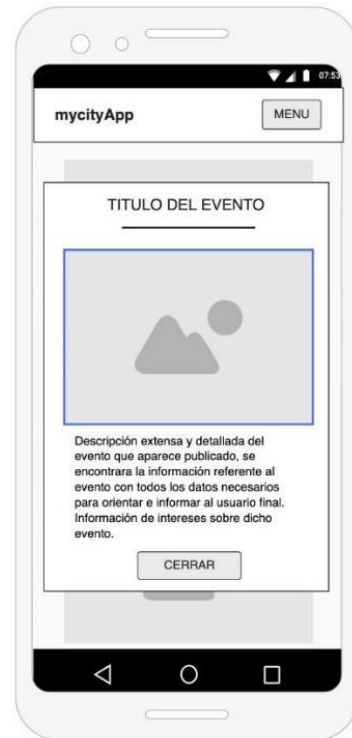 07:53
mycityApp
MENU
TITULO DEL EVENTO
Descripción extensa y detallada del
evento que aparece publicado, se
encontrara la información referente al
evento con todos los datos necesarios
para orientar e informar al usuario final.
Información de intereses sobre dicho
evento.
CERRAR